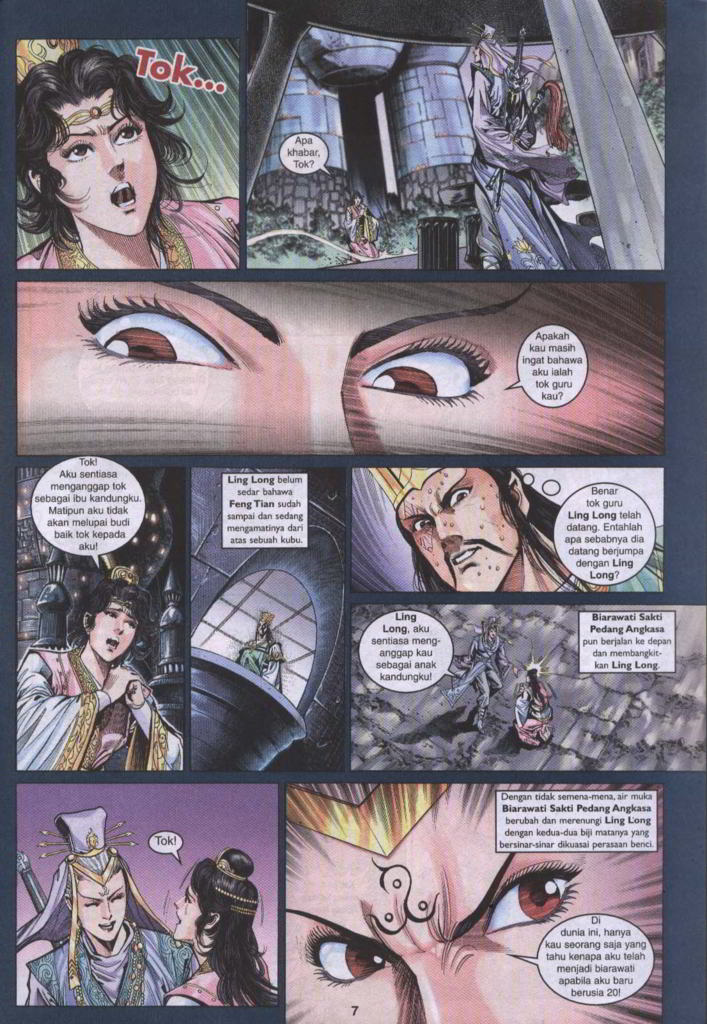 Tok...
Apa
khabar,
Tok?
Apakah
kau masih
ingat bahawa
aku ialah
tok guru
kau?
Tok!
Aku sentiasa
menganggap tok
sebagai ibu kandungku.
Matipun aku tidak
akan melupai budi
baik tok kepada
aku!
Ling Long belum
sedar bahawa
Feng Tian sudah
sampai dan sedang
mengamatinya dari
atas sebuah kubu.
Benar
tok guru
Ling Long telah
datang. Entahlah
apa sebabnya dia
datang berjumpa
dengan Ling
Long?
Ling
Long, aku
sentiasa meng-
anggap kau
sebagai anak
kandungku!
Biarawati Sakti
Pedang Angkasa
pun berjalan ke depan
dan membangkit-
kan Ling Long.
Tok!
Dengan tidak semena-mena, air muka
Biarawati Sakti Pedang Angkasa
berubah dan merenungi Ling Long
dengan kedua-dua biji matanya yang
bersinar-sinar dikuasai perasaan benci.
Di
dunia ini, hanya
kau seorang saja yang
tahu kenapa aku telah
menjadi biarawati
apabila aku baru
berusia 20!
7